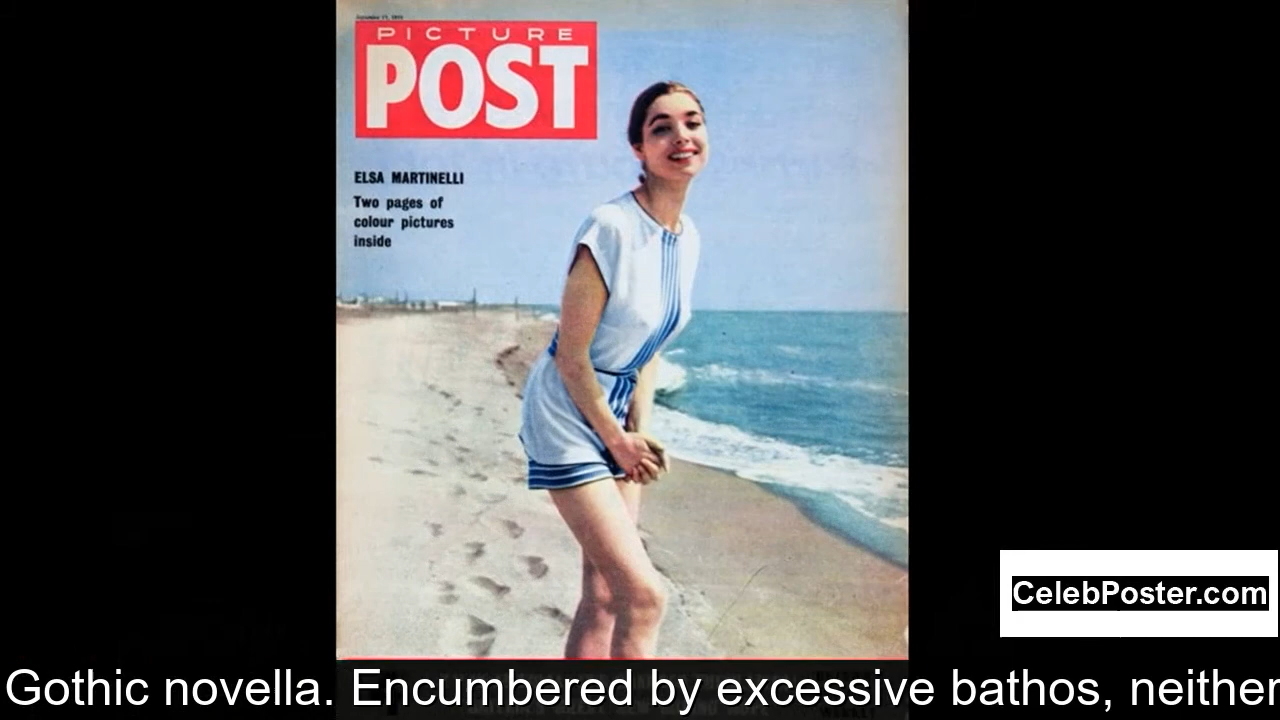 PICTURE
POST
ELSA MARTINELLI
Two pages of
colour pictures
inside
CelebPoster.com
Gothic novella. Encumbered by excessive bathos, neither